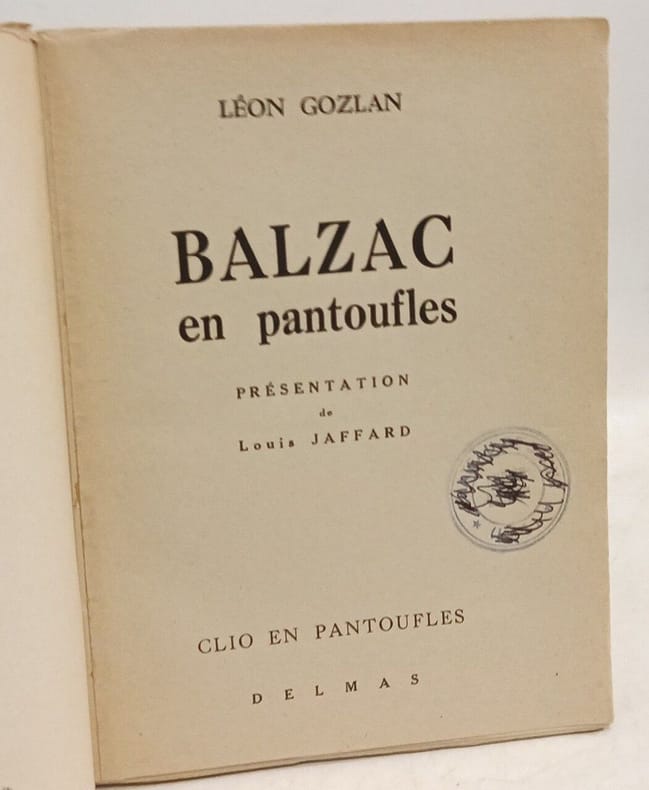 LÉON GOZLAN
BALZAC
en pantoufles
PRÉSENTATION
de
Louis JAFFARD
CLIO EN PANTOUFLES
DELMAS